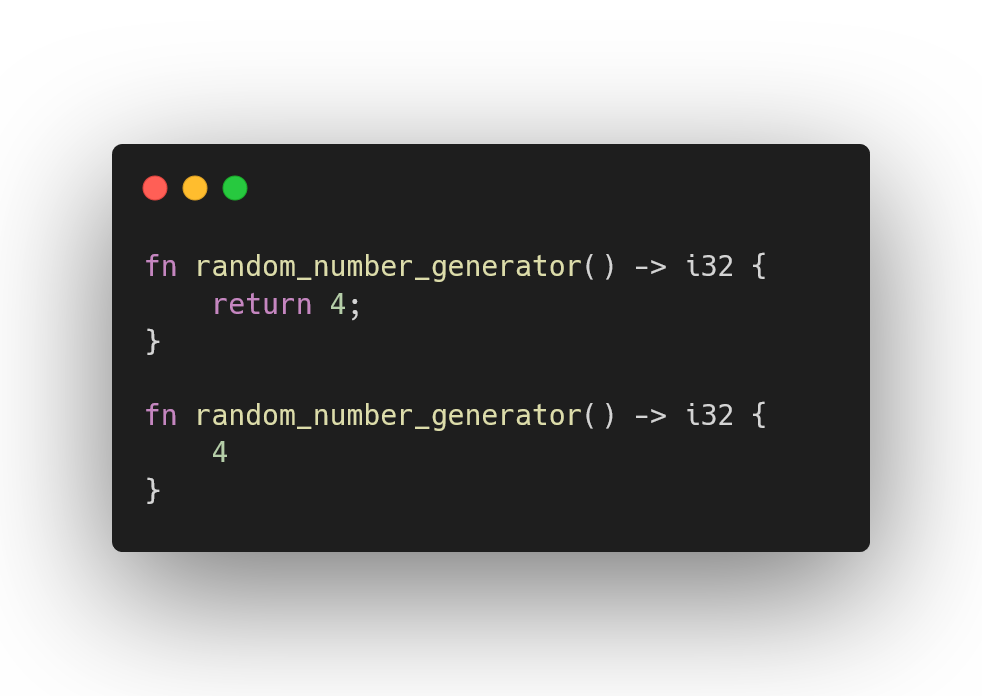 fn random_number_generator() -> i32 {
    return 4;
}

fn random_number_generator() -> i32 {
    4
}